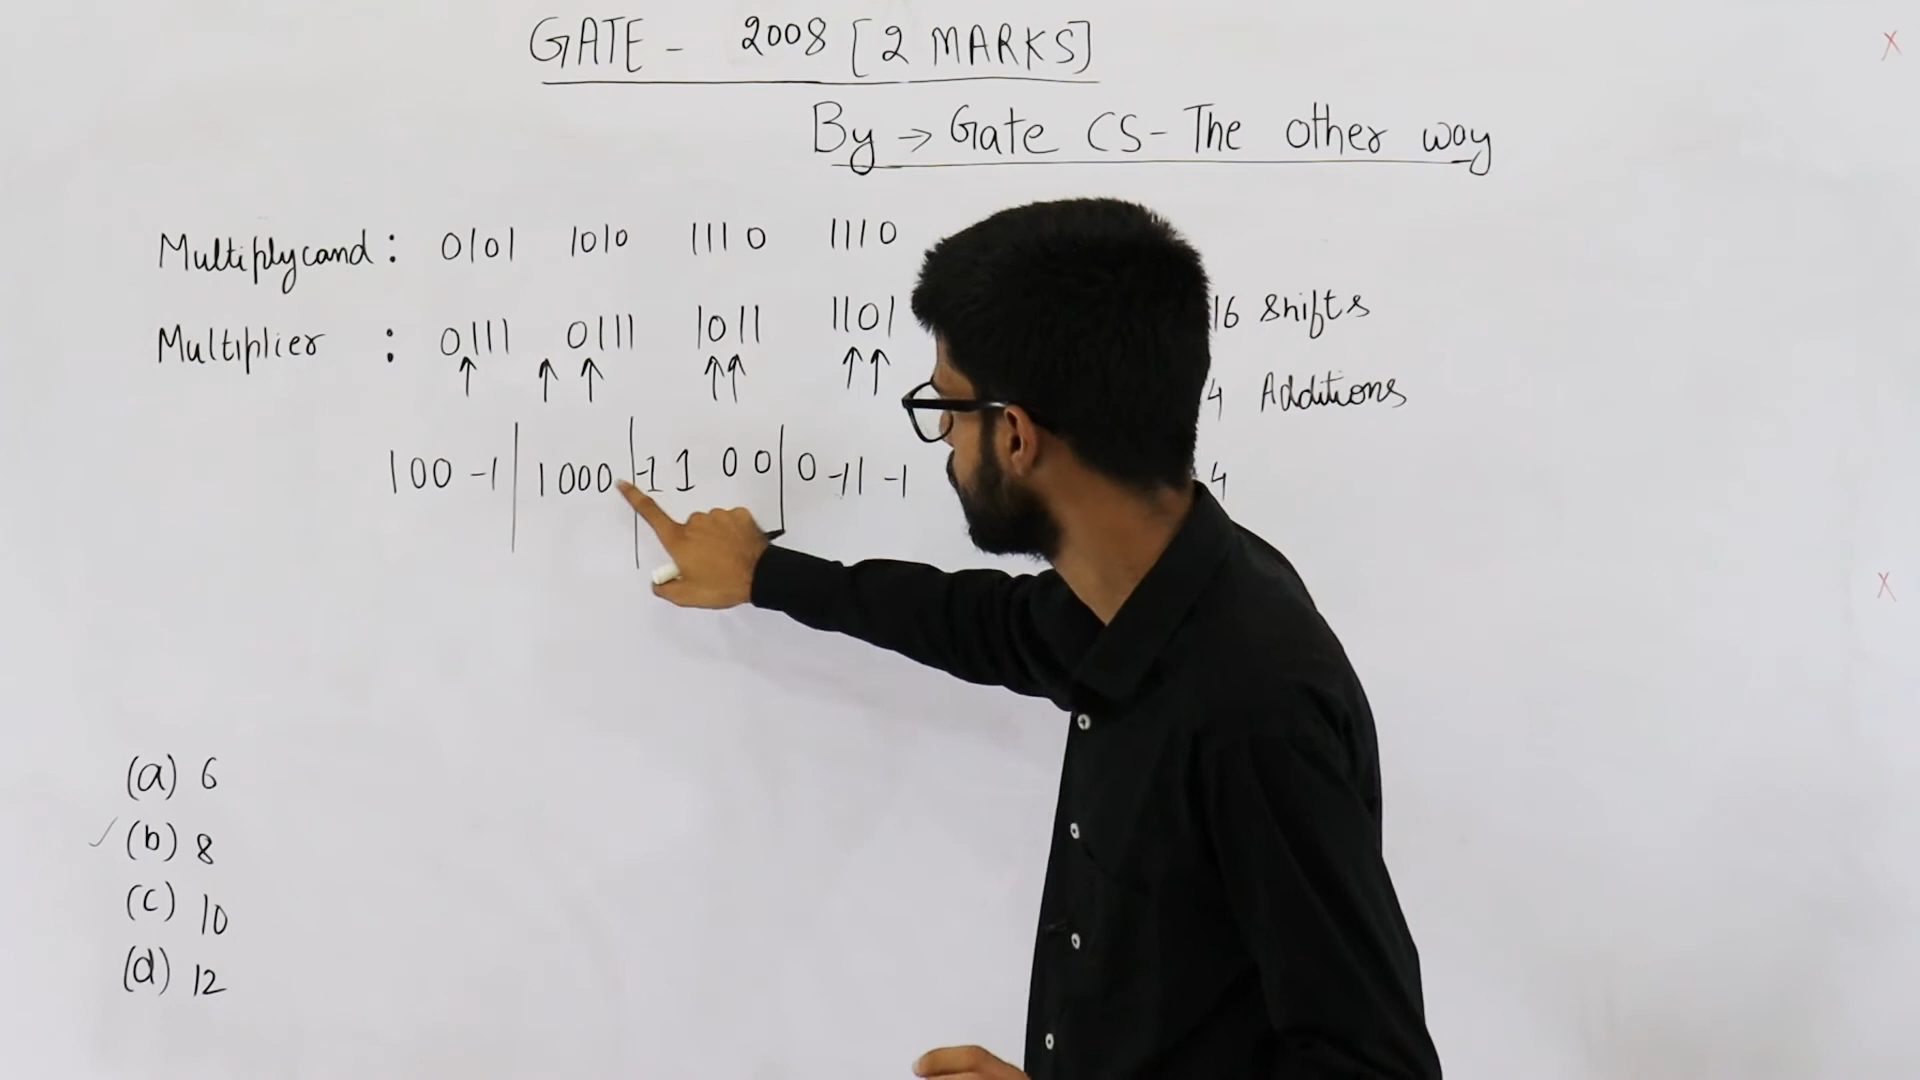 GATE - 2008 [2 MARKS]
By → Gate CS - The other way
Multiplycand : 0101 1010 1110 1110
Multiplier : 0111 0111 1011 1101
16 Shifts
↑ ↑ ↑ ↑↑ ↑↑
4 Additions
100 -1 | 1000 | -1 1 0 0 | 0 -1 1 -1
4
(a) 6
✓ (b) 8
(c) 10
(d) 12